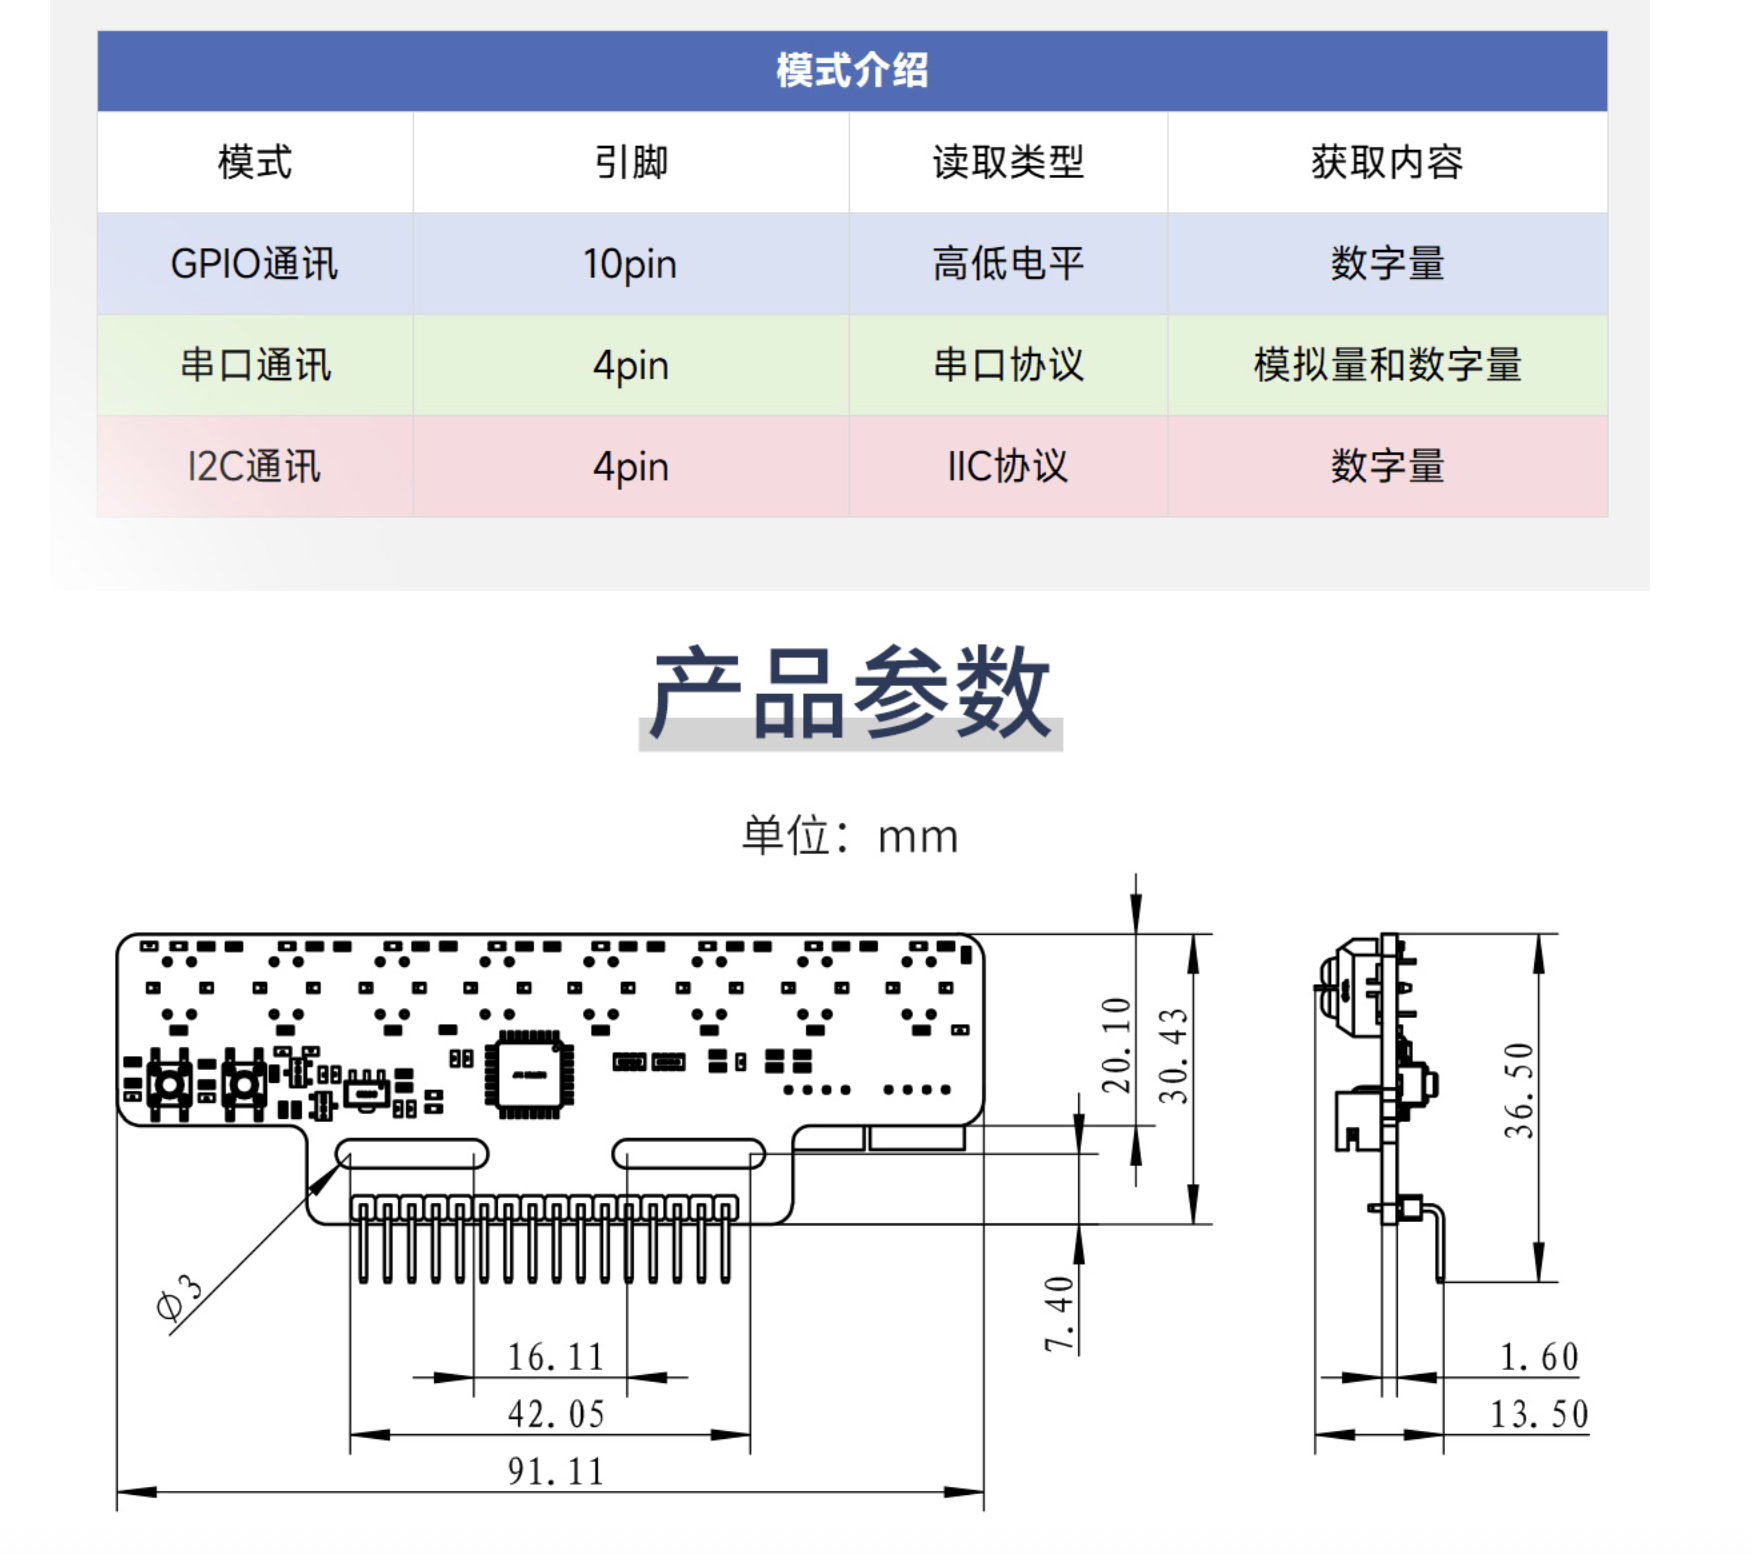 模式介绍
模式 引脚 读取类型 获取内容
GPIO通讯 10pin 高低电平 数字量
串口通讯 4pin 串口协议 模拟量和数字量
I2C通讯 4pin IIC协议 数字量
产品参数
单位：mm
20.10
30.43
36.50
ϕ3
7.40
16.11
1.60
42.05
13.50
91.11